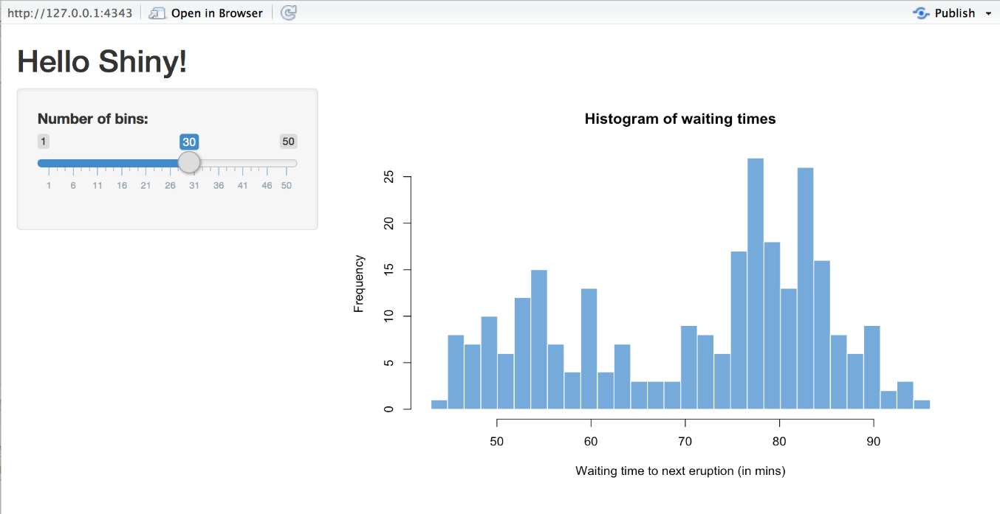 http://127.0.0.1:4343 Open in Browser Publish
Hello Shiny!
Number of bins:
1 30 50
1 6 11 16 21 26 31 36 41 46 50
Histogram of waiting times
Frequency
25
20
15
10
5
0
50 60 70 80 90
Waiting time to next eruption (in mins)